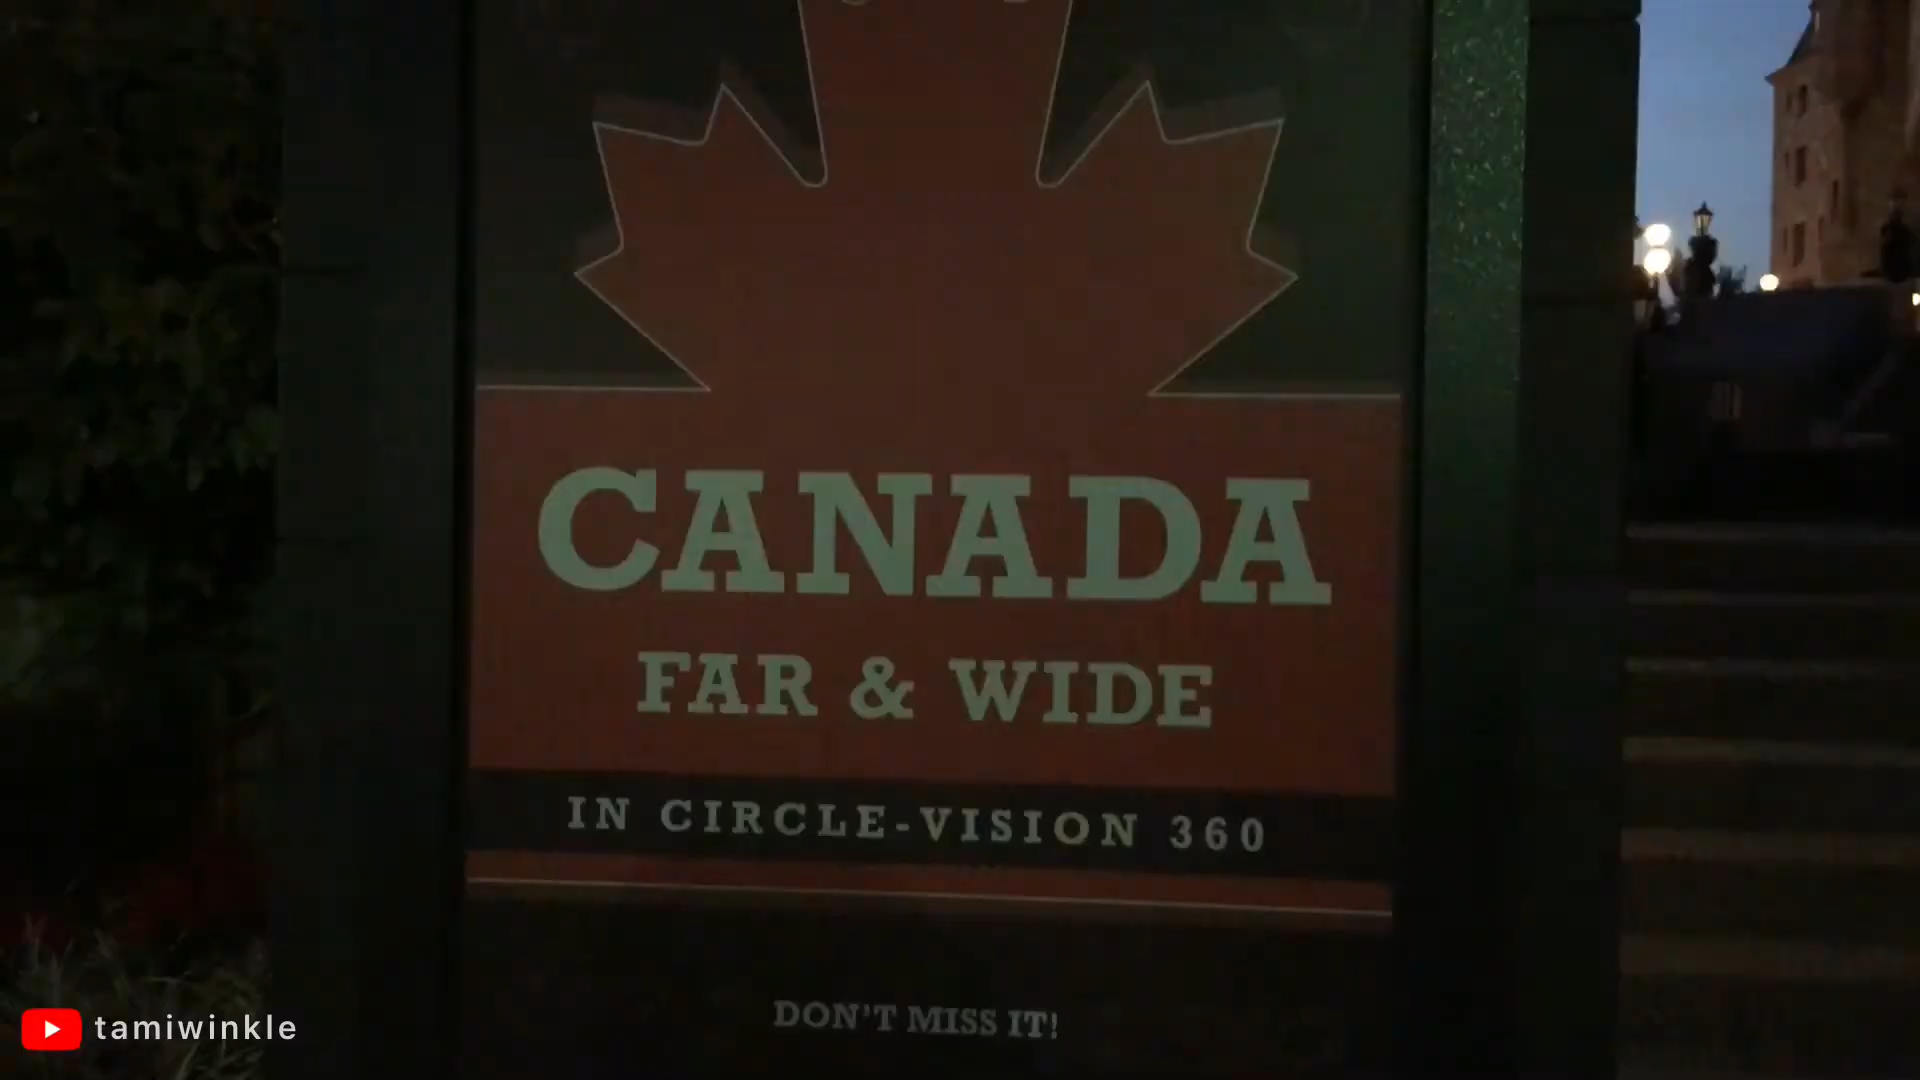 CANADA
FAR & WIDE
IN CIRCLE-VISION 360
DON'T MISS IT!
tamiwinkle